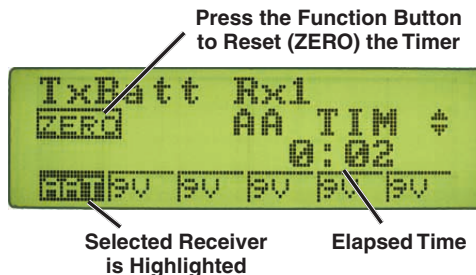 Press the Function Button
to Reset (ZERO) the Timer
TxBatt Rx1
ZERO AA TIM
0:02
9V 9V 9V 9V 9V
Selected Receiver
is Highlighted
Elapsed Time